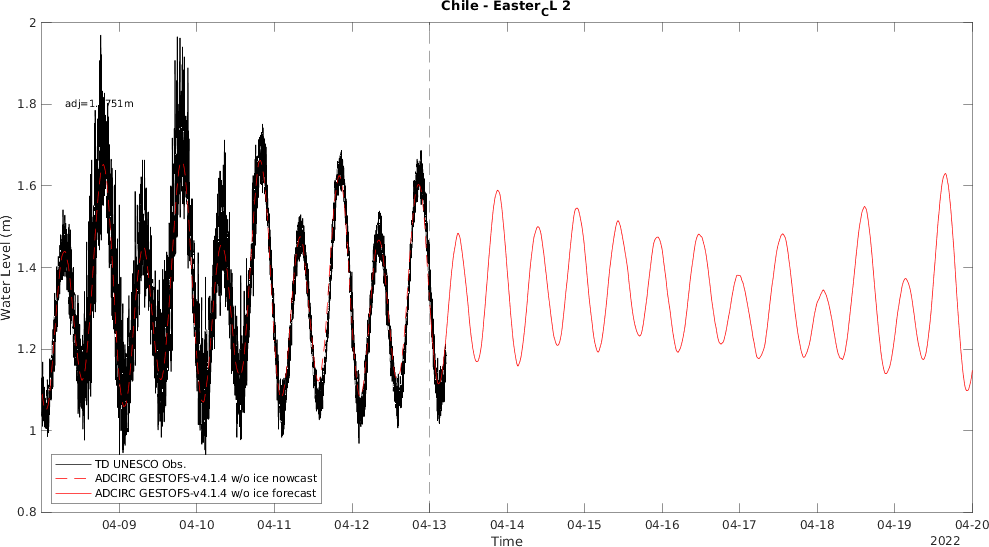 Chile - Easter_CL 2
2
1.8
1.6
1.4
1.2
1
0.8
Water Level (m)
TD UNESCO Obs.
ADCIRC GESTOFS-v4.1.4 w/o ice nowcast
ADCIRC GESTOFS-v4.1.4 w/o ice forecast
04-09 04-10 04-11 04-12 04-13 04-14 04-15 04-16 04-17 04-18 04-19 04-20
Time
2022